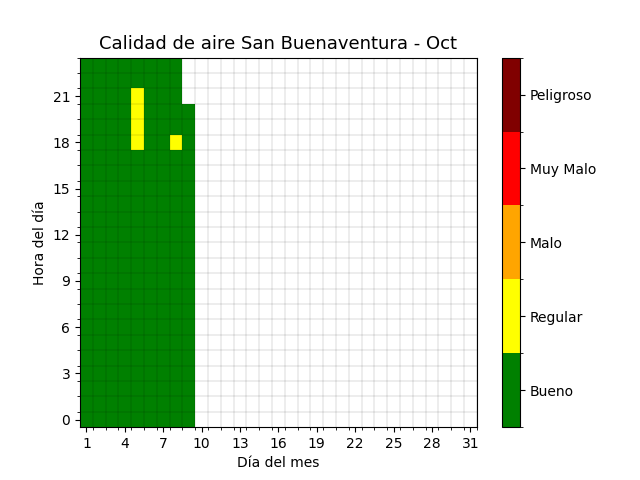 Calidad de aire San Buenaventura - Oct
Hora del día
21
18
15
12
9
6
3
0
1 4 7 10 13 16 19 22 25 28 31
Día del mes
Peligroso
Muy Malo
Malo
Regular
Bueno